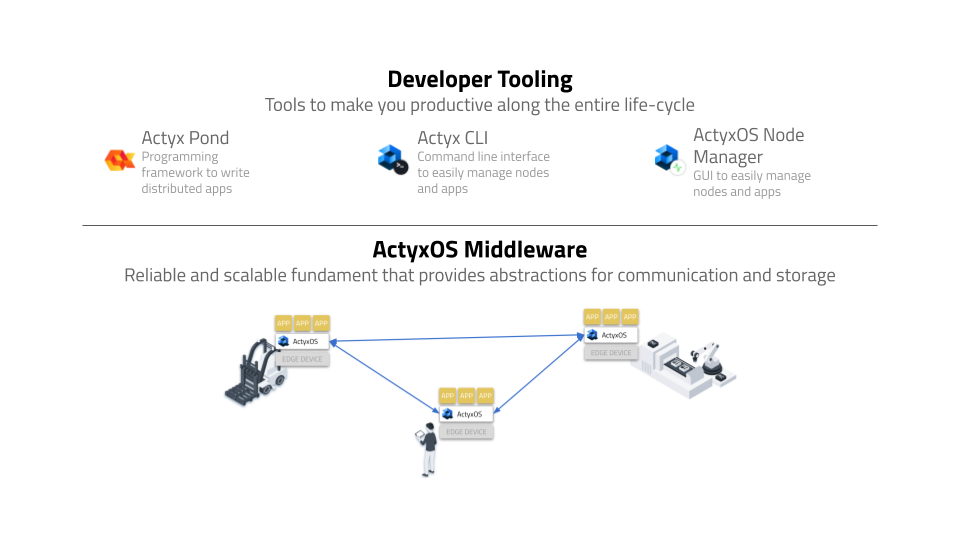 Developer Tooling
Tools to make you productive along the entire life-cycle
Actyx Pond
Programming
framework to write
distributed apps
Actyx CLI
Command line interface
to easily manage nodes
and apps
ActyxOS Node
Manager
GUI to easily manage
nodes and apps
ActyxOS Middleware
Reliable and scalable fundament that provides abstractions for communication and storage
APP APP APP
ActyxOS
EDGE DEVICE
APP APP APP
ActyxOS
EDGE DEVICE
APP APP APP
ActyxOS
EDGE DEVICE